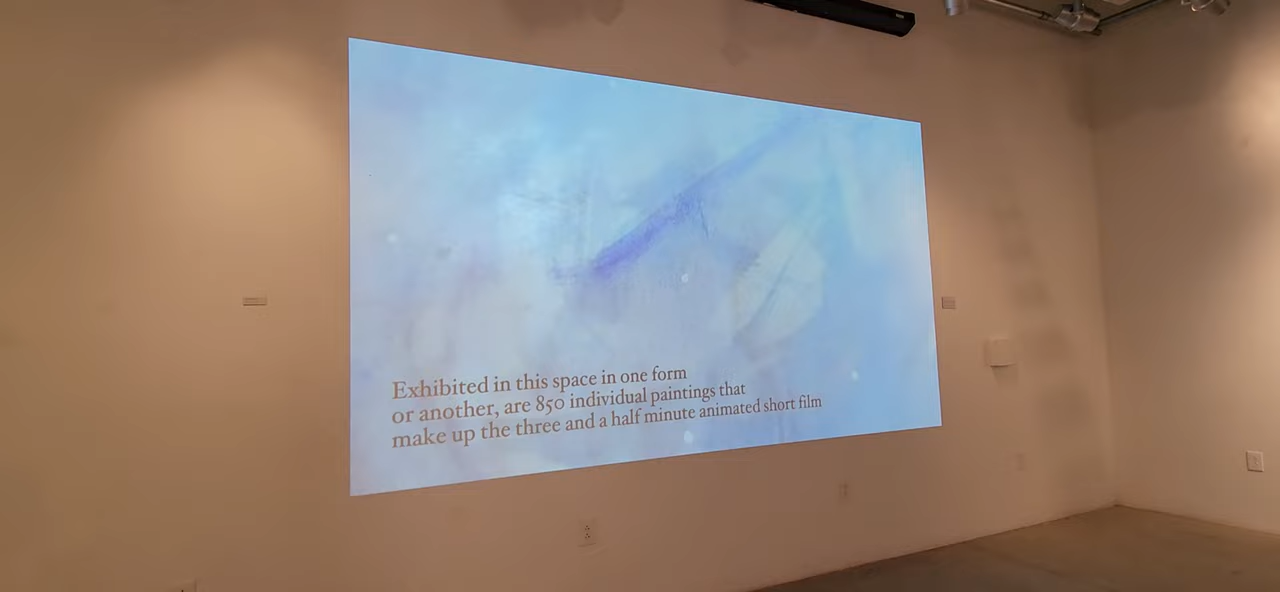 Exhibited in this space in one form
or another, are 850 individual paintings that
make up the three and a half minute animated short film